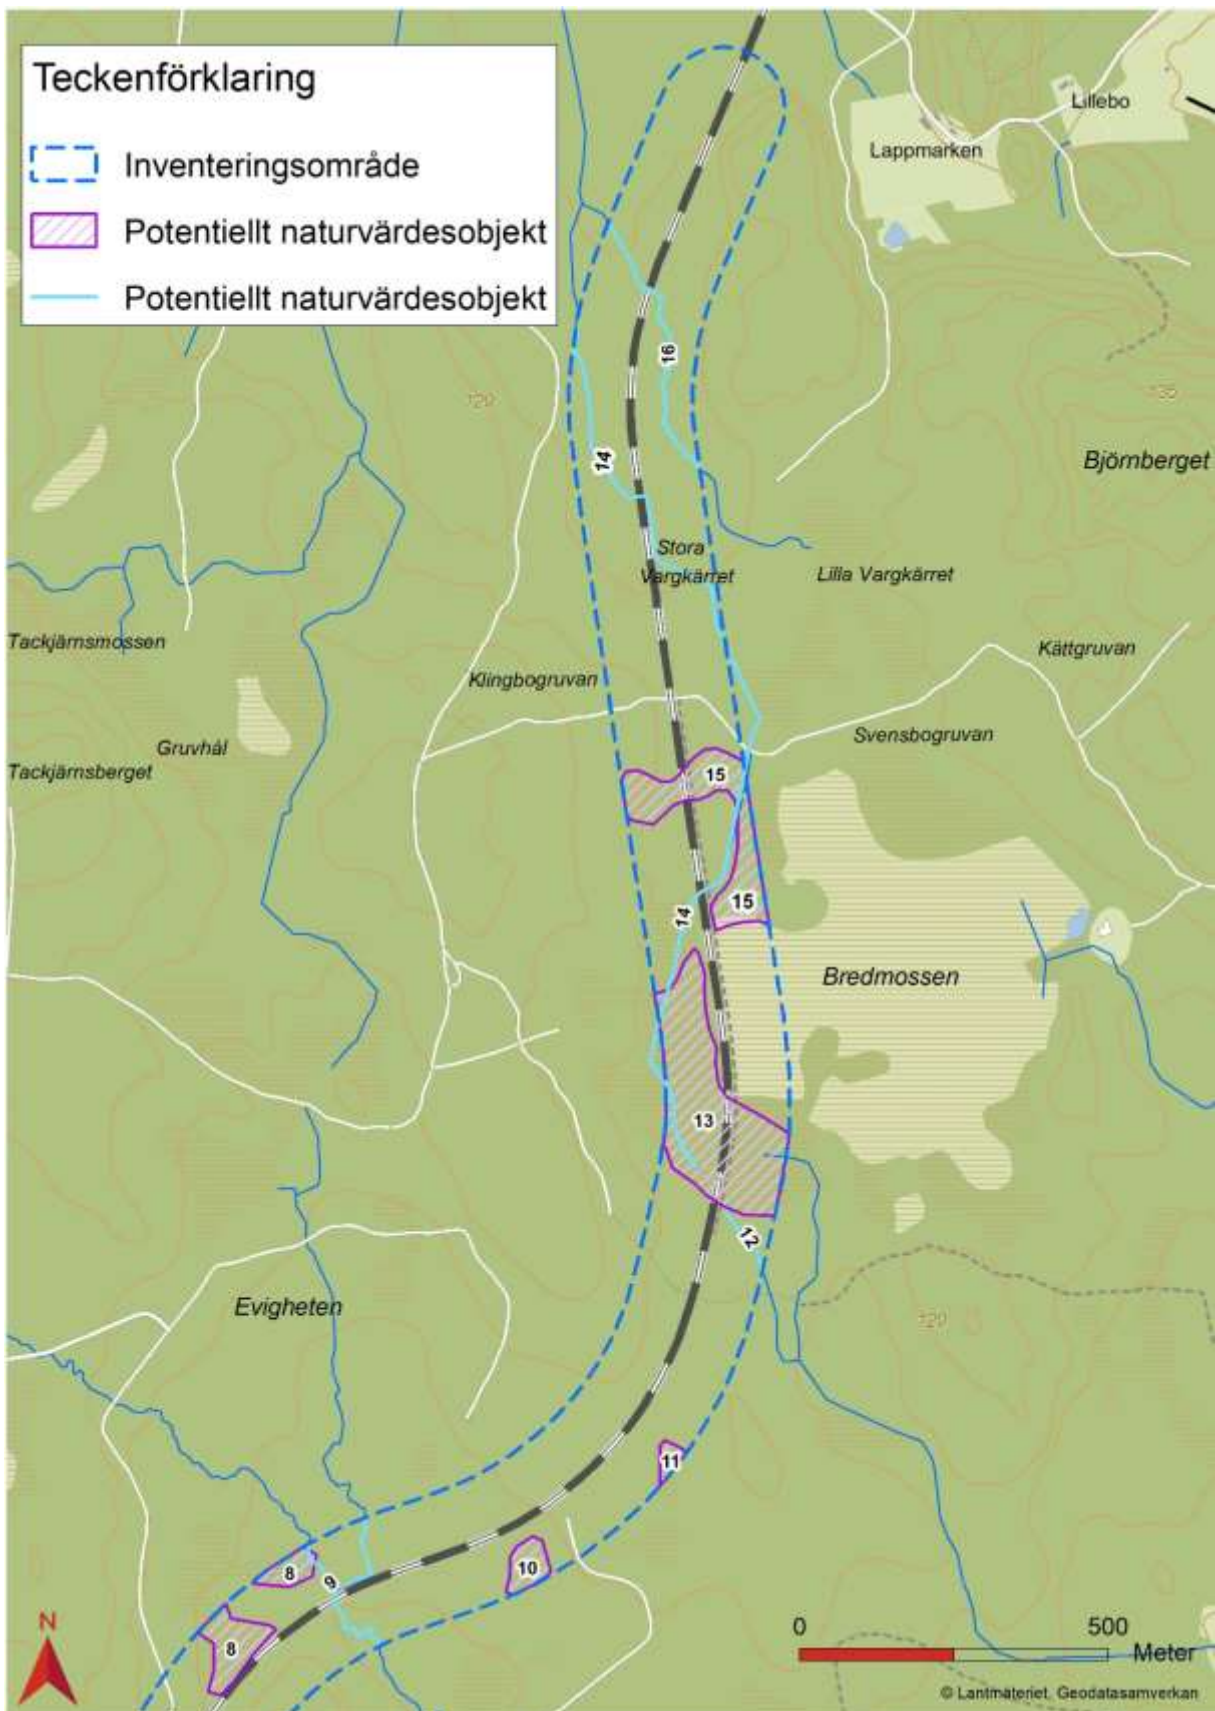 Teckenförklaring
Inventeringsområde
Potentiellt naturvärdesobjekt
Potentiellt naturvärdesobjekt
Lillebo
Lappmarken
16
120
135
14
Björnberget
Stora
Vargkärret
Lilla Vargkärret
Tackjärnsmossen
Kättgruvan
Klingbogruvan
Svensbogruvan
Gruvhål
Tackjärnsberget
15
15
14
Bredmossen
13
12
Evigheten
120
11
10
8
9
8
N
0 500
Meter
© Lantmäteriet, Geodatasamverkan